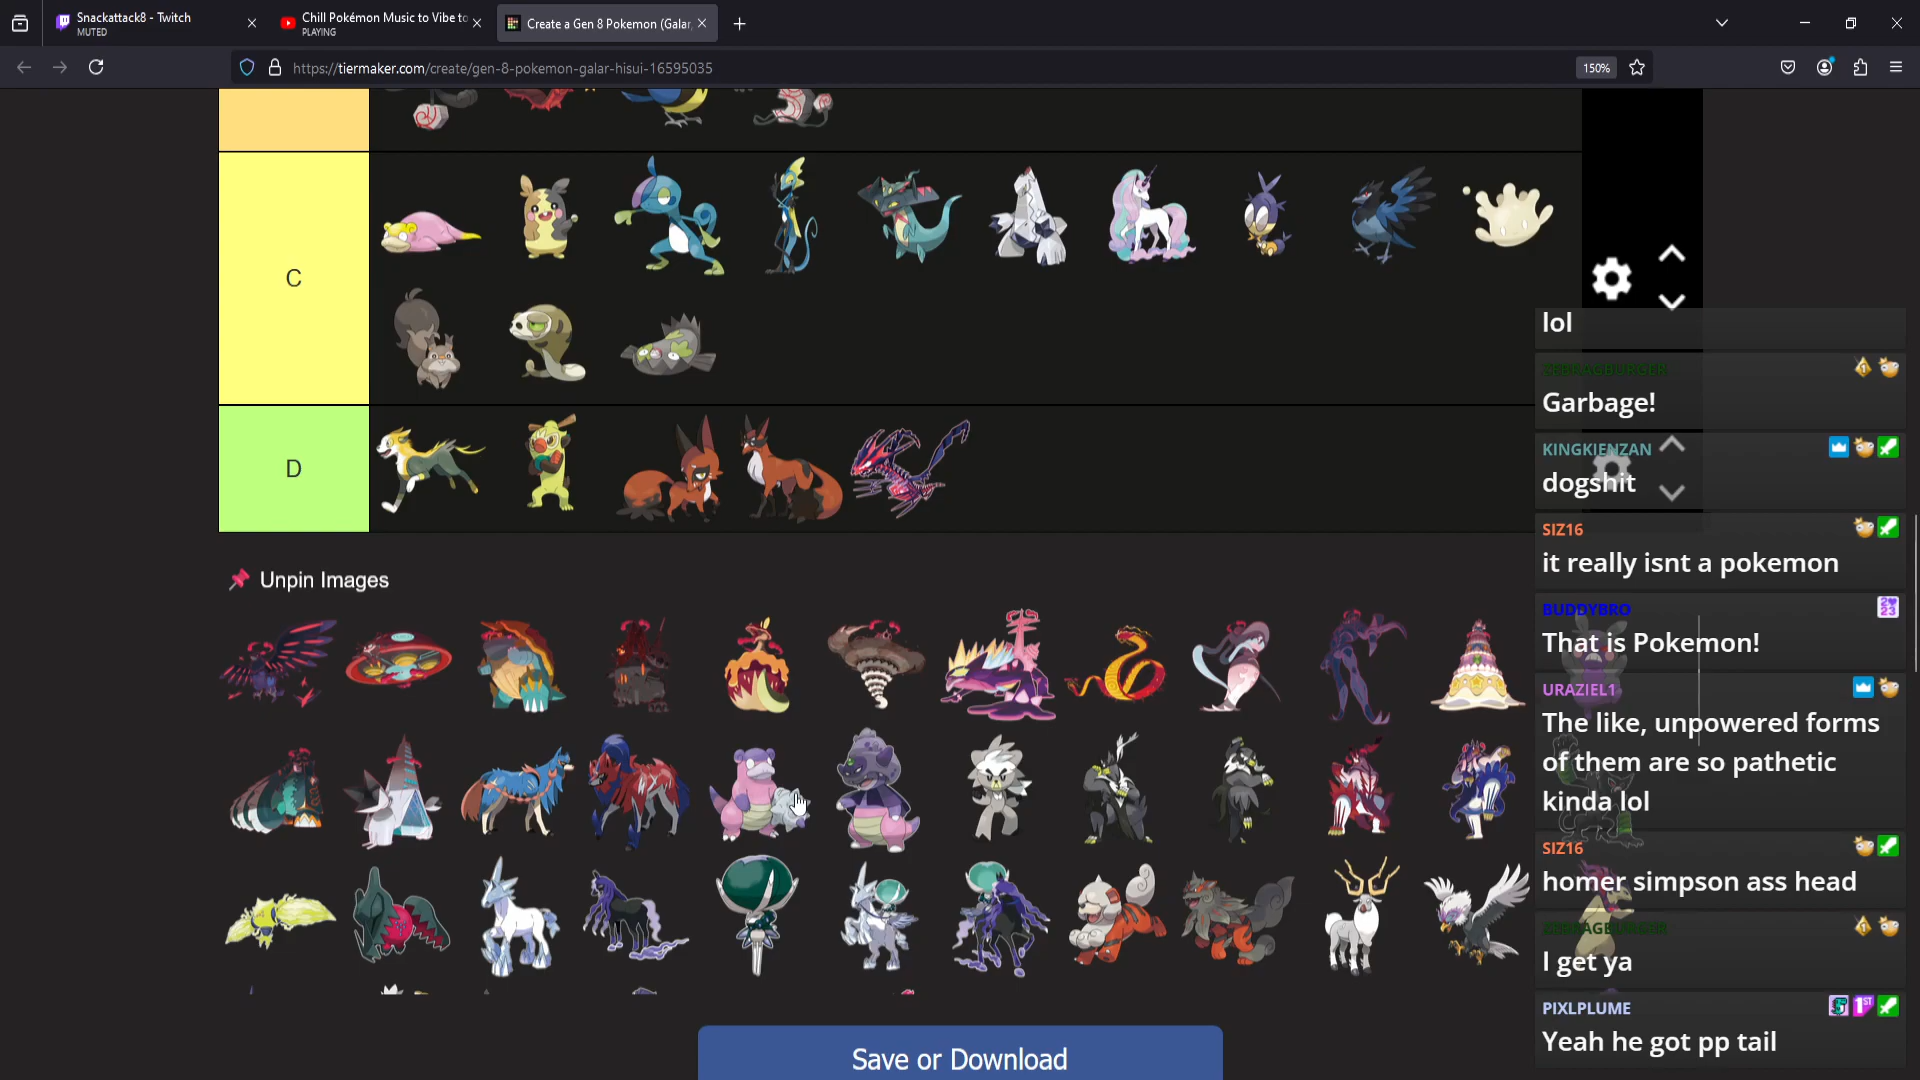 Snackattack8 - Twitch
MUTED
Chill Pokémon Music to Vibe to
PLAYING
Create a Gen 8 Pokemon (Galar,
https://tiermaker.com/create/gen-8-pokemon-galar-hisui-16595035
150%
C
D
Unpin Images
Save or Download
lol
Garbage!
KINGKIENZAN
dogshit
SIZ16
it really isnt a pokemon
BUDDYBRO
That is Pokemon!
URAZIEL1
The like, unpowered forms
of them are so pathetic
kinda lol
SIZ16
homer simpson ass head
I get ya
PIXLPLUME
1ST
Yeah he got pp tail